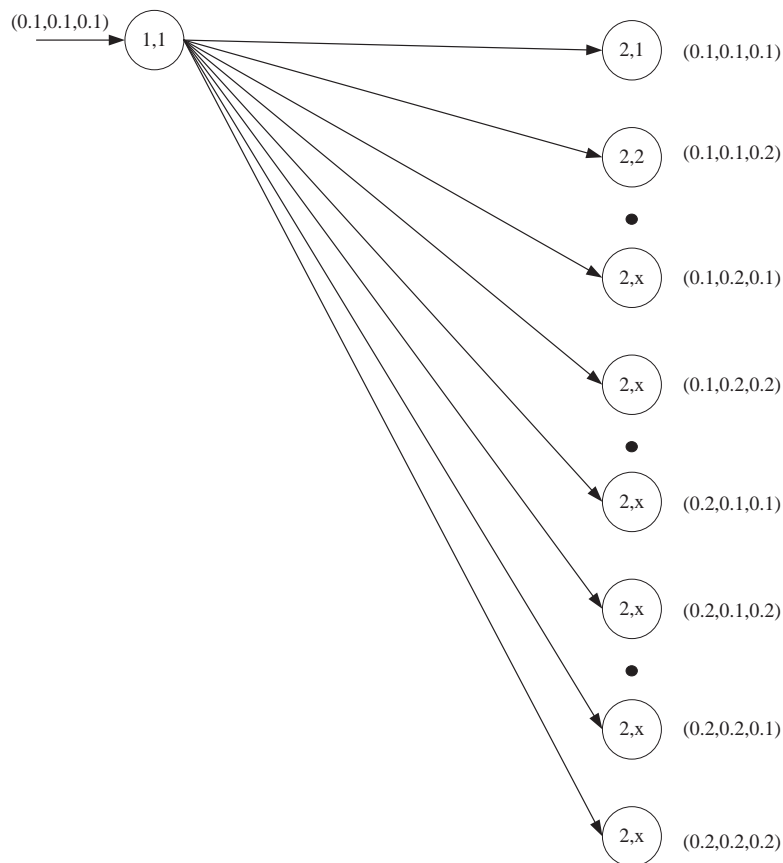 (0.1,0.1,0.1)
1,1
2,1 (0.1,0.1,0.1)
2,2 (0.1,0.1,0.2)
2,x (0.1,0.2,0.1)
2,x (0.1,0.2,0.2)
2,x (0.2,0.1,0.1)
2,x (0.2,0.1,0.2)
2,x (0.2,0.2,0.1)
2,x (0.2,0.2,0.2)